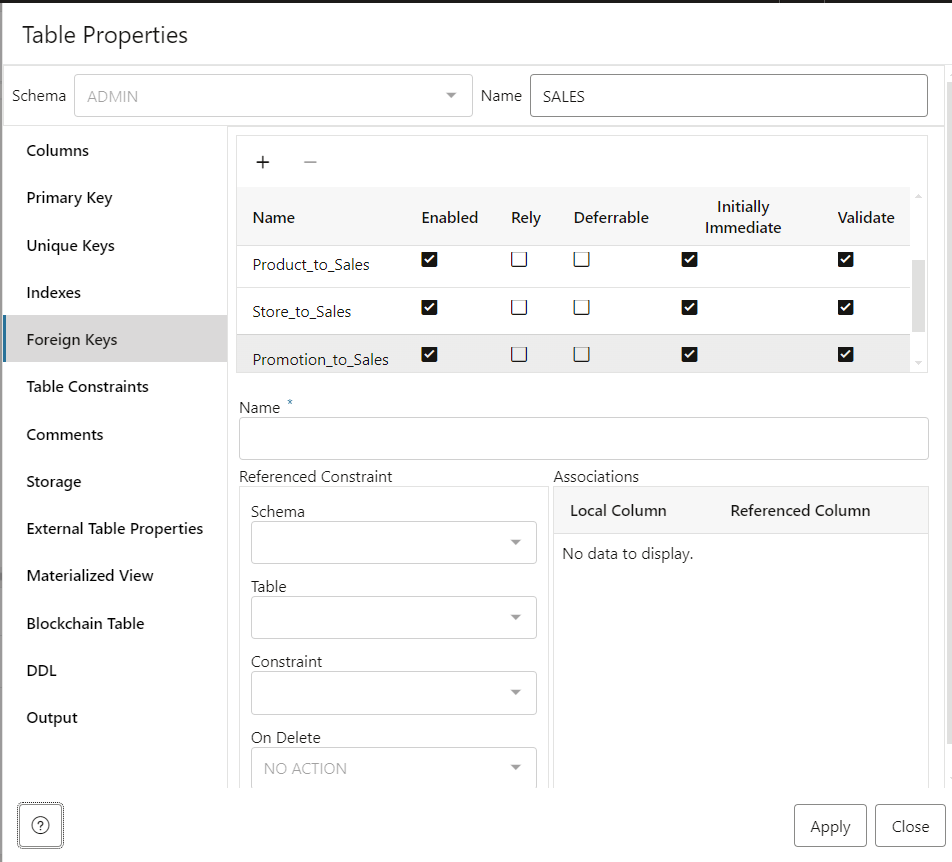 Table Properties
Schema ADMIN Name SALES
Columns
Primary Key
Unique Keys
Indexes
Foreign Keys
Table Constraints
Comments
Storage
External Table Properties
Materialized View
Blockchain Table
DDL
Output
+ −
Name Enabled Rely Deferrable Initially Immediate Validate
Product_to_Sales
Store_to_Sales
Promotion_to_Sales
Name *
Referenced Constraint
Schema
Table
Constraint
On Delete
NO ACTION
Associations
Local Column Referenced Column
No data to display.
? Apply Close